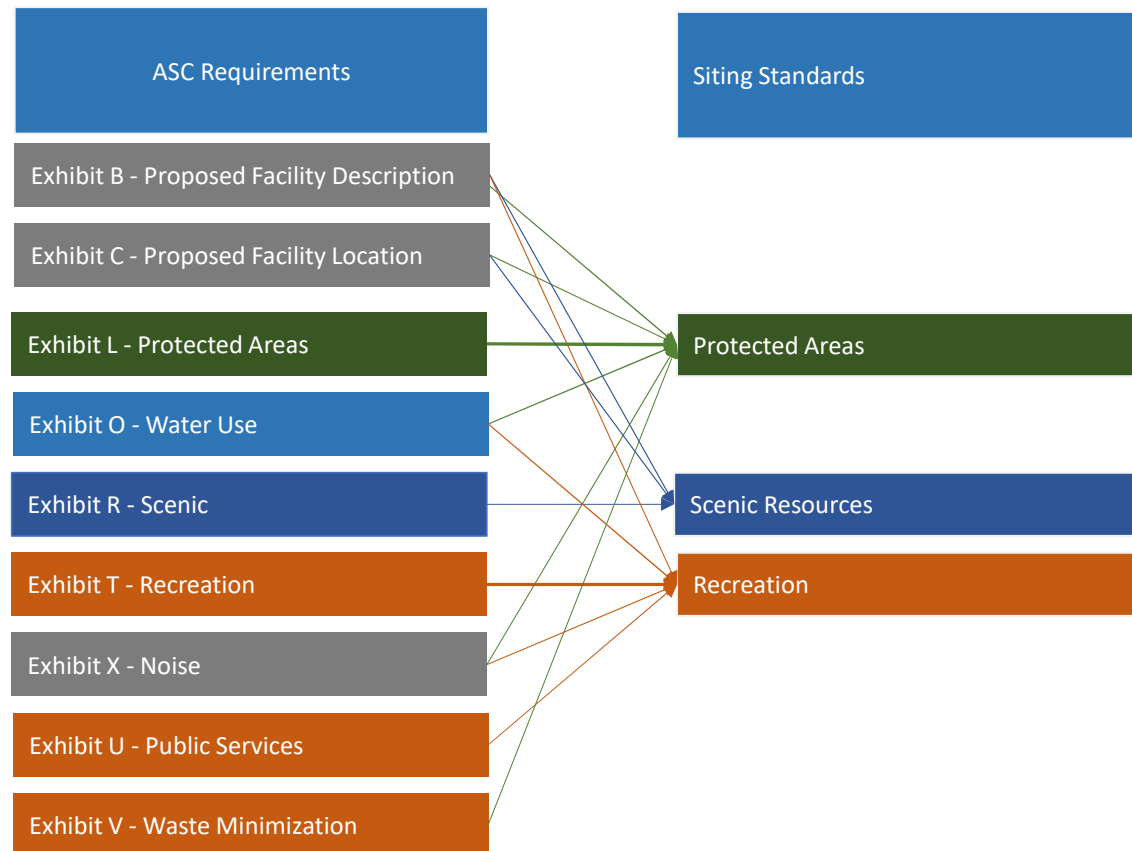 ASC Requirements
Siting Standards
Exhibit B - Proposed Facility Description
Exhibit C - Proposed Facility Location
Exhibit L - Protected Areas
Protected Areas
Exhibit O - Water Use
Exhibit R - Scenic
Scenic Resources
Exhibit T - Recreation
Recreation
Exhibit X - Noise
Exhibit U - Public Services
Exhibit V - Waste Minimization